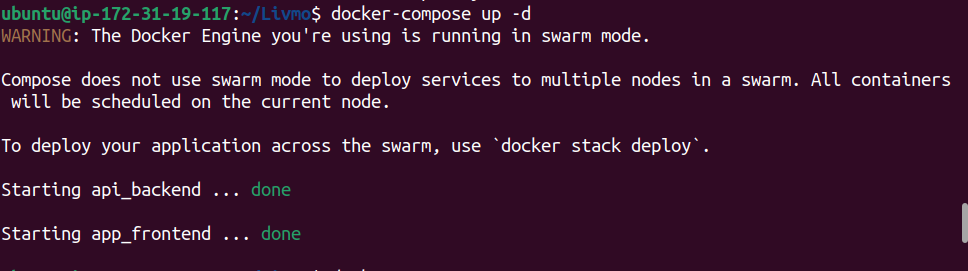 ubuntu@ip-172-31-19-117:~/Livmo$ docker-compose up -d
WARNING: The Docker Engine you're using is running in swarm mode.
Compose does not use swarm mode to deploy services to multiple nodes in a swarm. All containers
will be scheduled on the current node.
To deploy your application across the swarm, use `docker stack deploy`.
Starting api_backend ... done
Starting app_frontend ... done